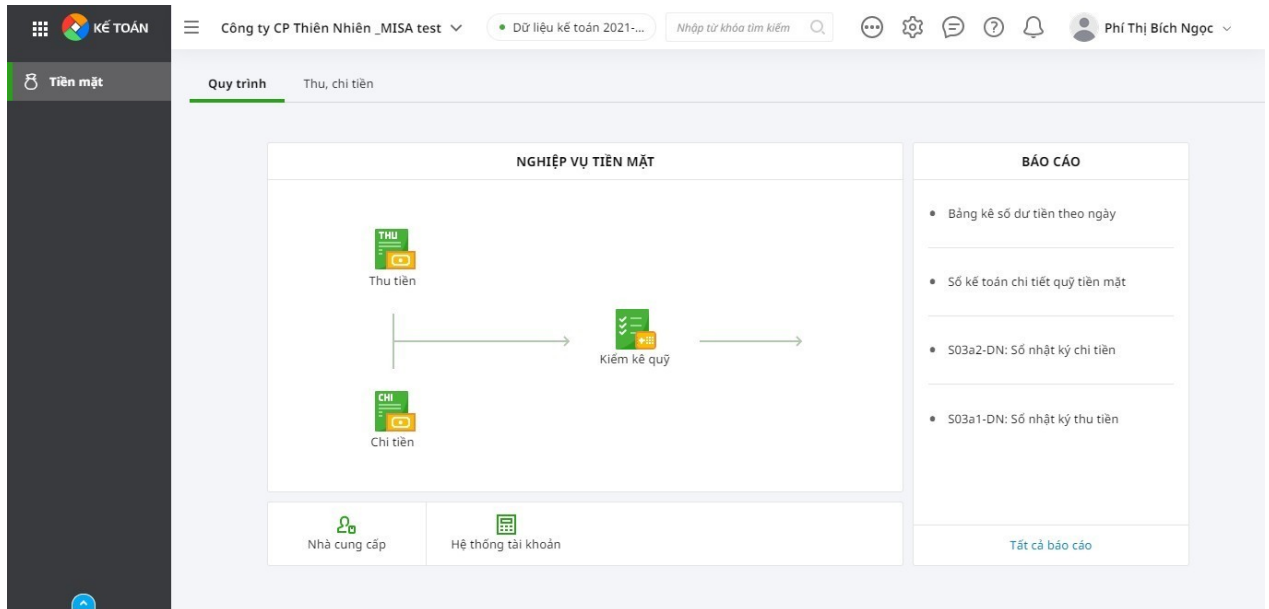 KẾ TOÁN
Công ty CP Thiên Nhiên _MISA test
Dữ liệu kế toán 2021-...
Nhập từ khóa tìm kiếm
Phí Thị Bích Ngọc
Tiền mặt
Quy trình
Thu, chi tiền
NGHIỆP VỤ TIỀN MẶT
THU
Thu tiền
Kiểm kê quỹ
CHI
Chi tiền
Nhà cung cấp
Hệ thống tài khoản
BÁO CÁO
Bảng kê số dư tiền theo ngày
Sổ kế toán chi tiết quỹ tiền mặt
S03a2-DN: Sổ nhật ký chi tiền
S03a1-DN: Sổ nhật ký thu tiền
Tất cả báo cáo